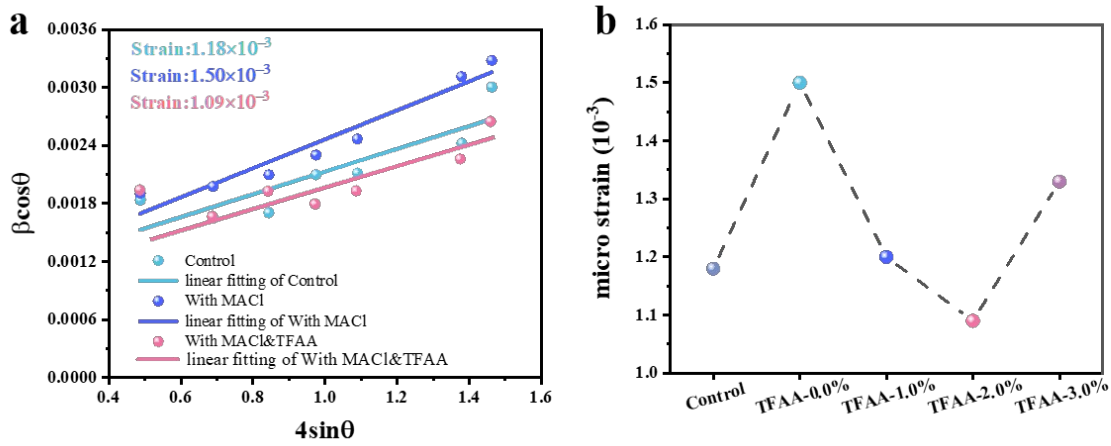 a
Strain:1.18×10⁻³
Strain:1.50×10⁻³
Strain:1.09×10⁻³
βcosθ
0.0036
0.0030
0.0024
0.0018
0.0012
0.0006
0.0000
Control
linear fitting of Control
With MACl
linear fitting of With MACl
With MACl&TFAA
linear fitting of With MACl&TFAA
0.4 0.6 0.8 1.0 1.2 1.4 1.6
4sinθ
b
micro strain (10⁻³)
1.6
1.5
1.4
1.3
1.2
1.1
1.0
Control TFAA-0.0% TFAA-1.0% TFAA-2.0% TFAA-3.0%